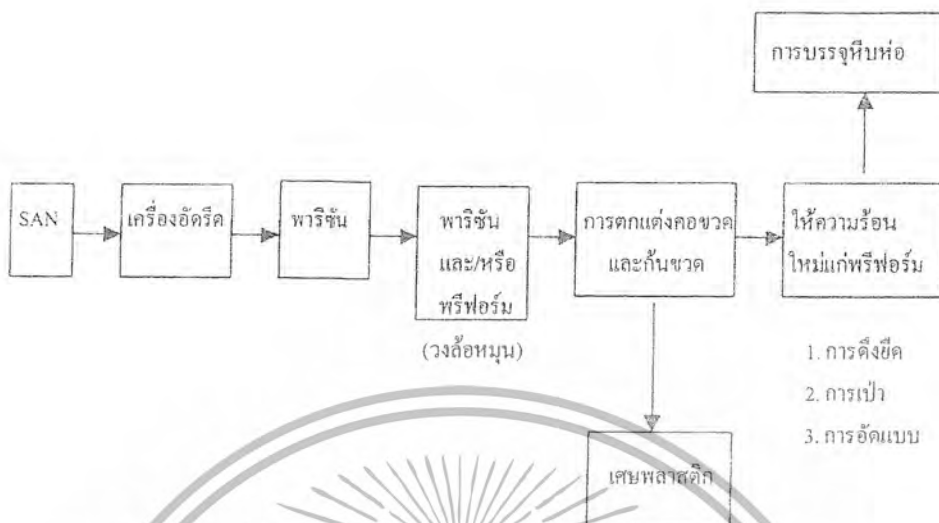 การบรรจุหีบห่อ
SAN
เครื่องอัดรีด
พาริซัน
พาริซัน
และ/หรือ
พรีฟอร์ม
(วงล้อหมุน)
การตกแต่งคอขวด
และก้นขวด
ให้ความร้อน
ใหม่แก่พรีฟอร์ม
1. การดึงยืด
2. การเป่า
3. การอัดแบบ
เศษพลาสติก